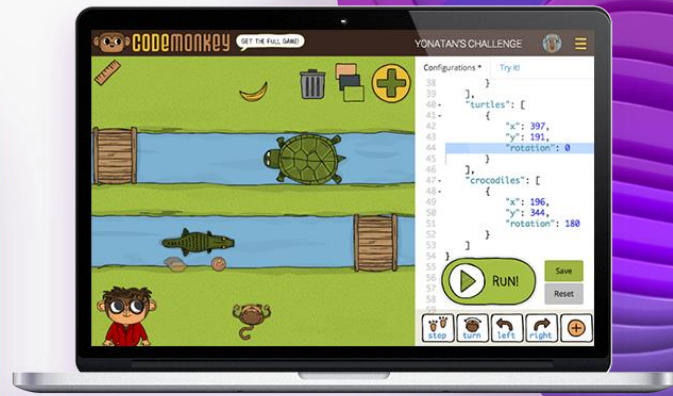 CODEMONKEY
GET THE FULL GAME!
YONATAN'S CHALLENGE
Configurations *
Try it!
38 }
39 ],
40 - "turtles": [
41 - {
42 "x": 397,
43 "y": 191,
44 "rotation": 0
45 }
46 ],
47 - "crocodiles": [
48 - {
49 "x": 196,
50 "y": 344,
51 "rotation": 180
52 }
53 ]
54 }
55
56
57
58
RUN!
Save
Reset
step
turn
left
right